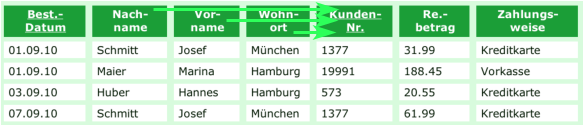 Best.- Nach- Vor- Wohn- Kunden- Re.- Zahlungs-
Datum name name ort Nr. betrag weise
01.09.10 Schmitt Josef München 1377 31.99 Kreditkarte
01.09.10 Maier Marina Hamburg 19991 188.45 Vorkasse
03.09.10 Huber Hannes Hamburg 573 20.55 Kreditkarte
07.09.10 Schmitt Josef München 1377 61.99 Kreditkarte